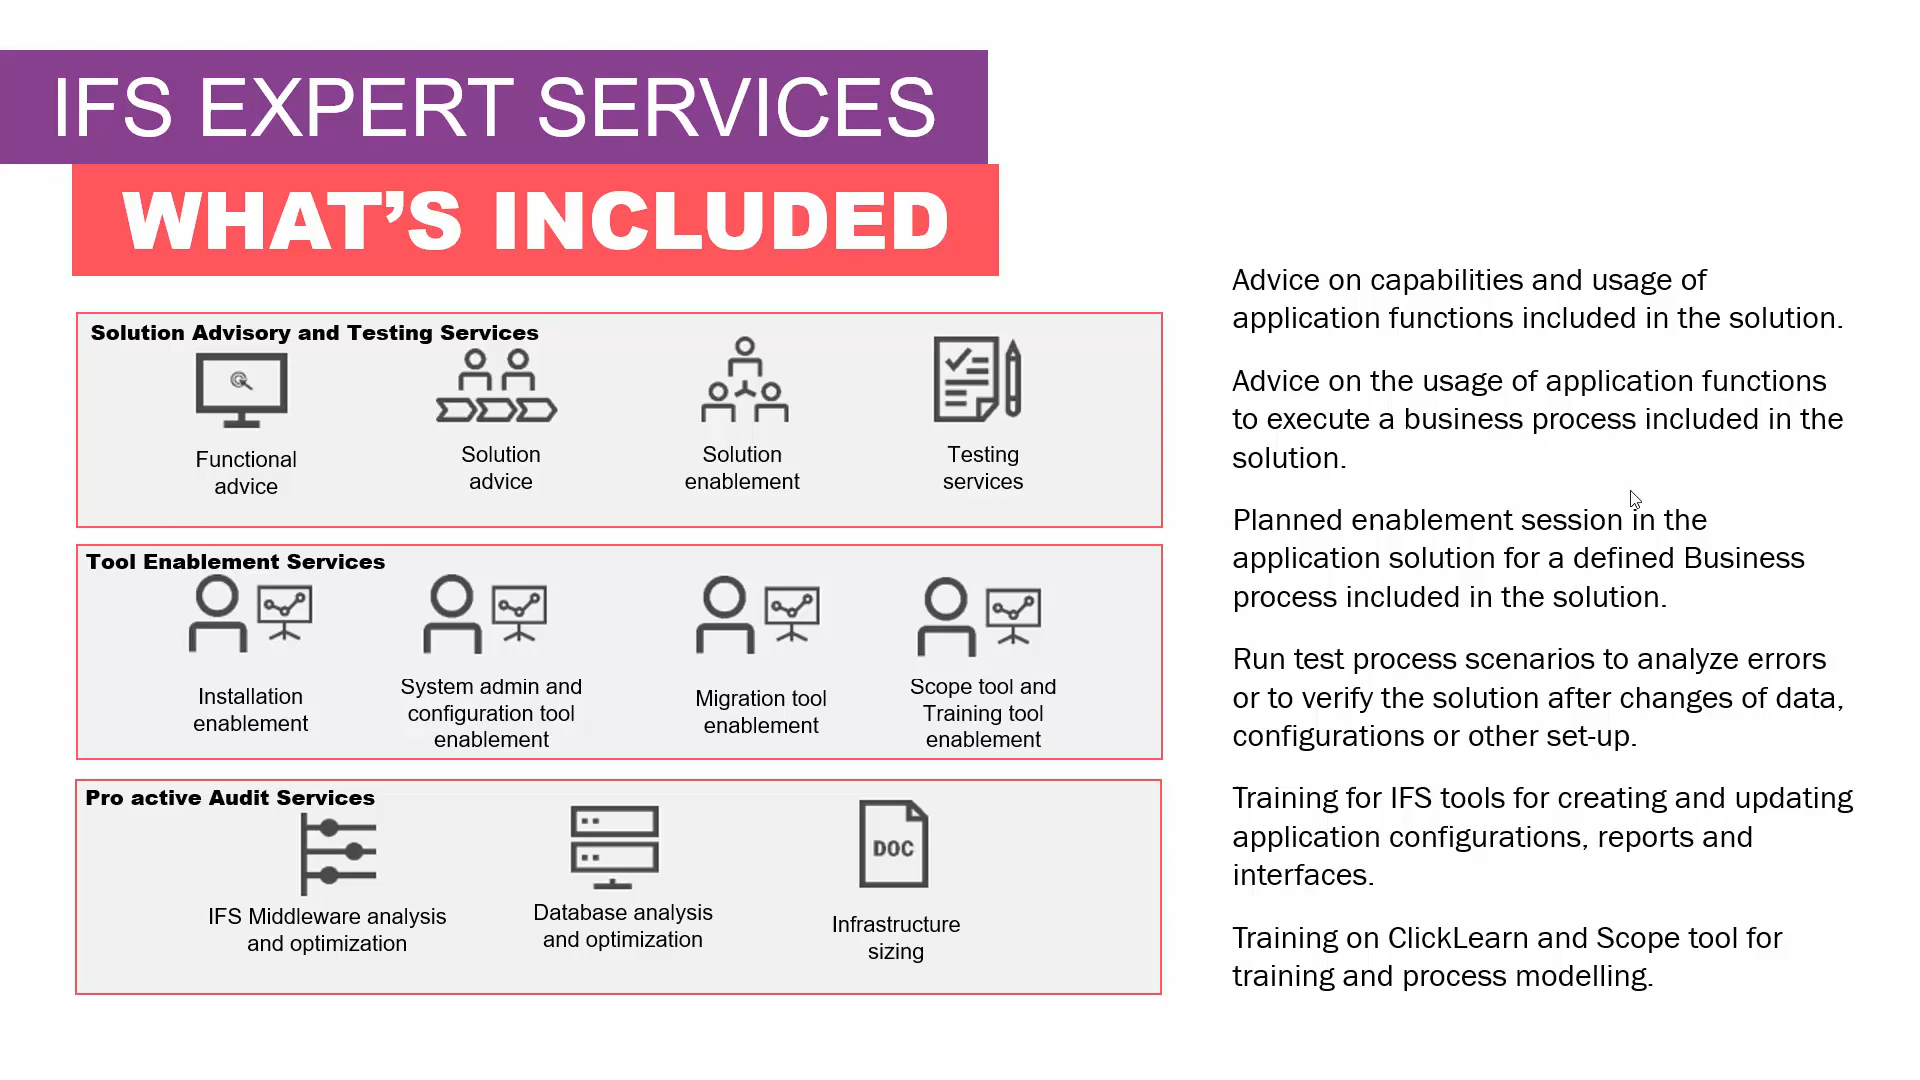 IFS EXPERT SERVICES
WHAT'S INCLUDED
Solution Advisory and Testing Services
Functional
advice
Solution
advice
Solution
enablement
Testing
services
Tool Enablement Services
Installation
enablement
System admin and
configuration tool
enablement
Migration tool
enablement
Scope tool and
Training tool
enablement
Pro active Audit Services
IFS Middleware analysis
and optimization
Database analysis
and optimization
DOC
Infrastructure
sizing
Advice on capabilities and usage of
application functions included in the solution.
Advice on the usage of application functions
to execute a business process included in the
solution.
Planned enablement session in the
application solution for a defined Business
process included in the solution.
Run test process scenarios to analyze errors
or to verify the solution after changes of data,
configurations or other set-up.
Training for IFS tools for creating and updating
application configurations, reports and
interfaces.
Training on ClickLearn and Scope tool for
training and process modelling.